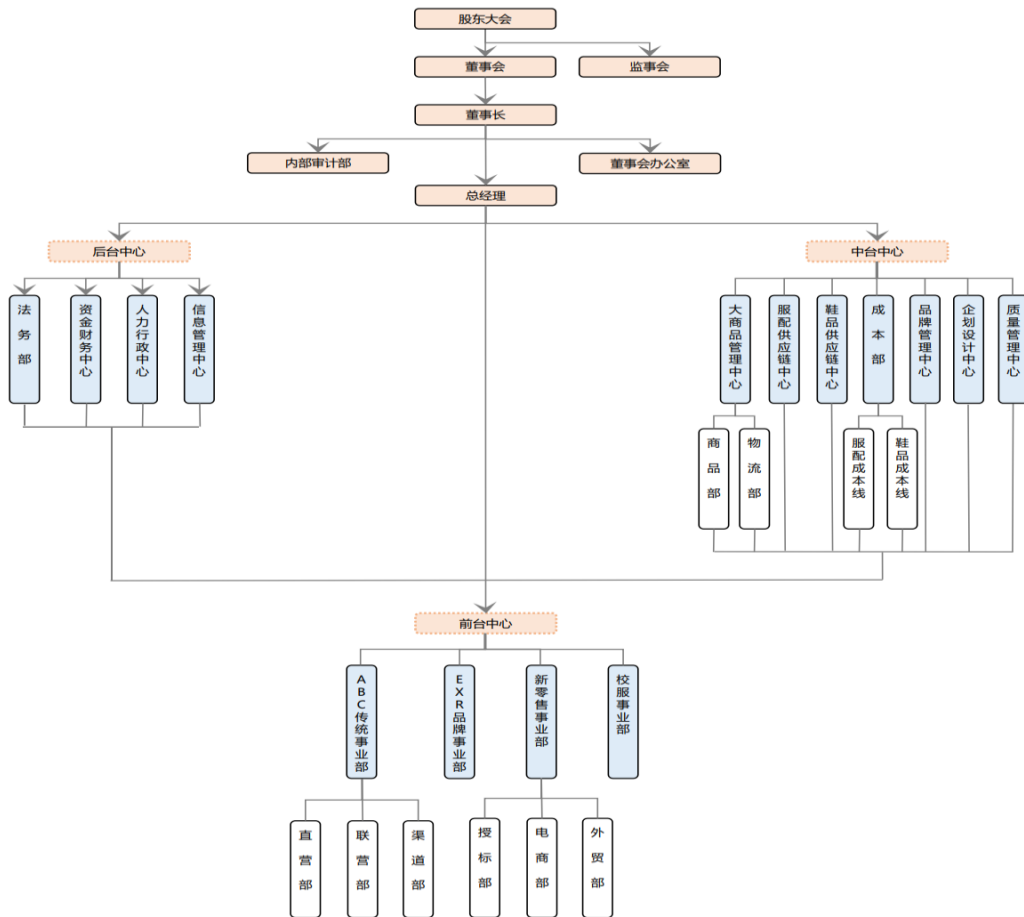 股东大会
董事会
监事会
董事长
内部审计部
董事会办公室
总经理
后台中心
中台中心
法务部
资金财务中心
人力行政中心
信息管理中心
大商品管理中心
服配供应链中心
鞋品供应链中心
成本部
品牌管理中心
企划设计中心
质量管理中心
商品部
物流部
服配成本线
鞋品成本线
前台中心
ABC传统事业部
EXR品牌事业部
新零售事业部
校服事业部
直营部
联营部
渠道部
授标部
电商部
外贸部